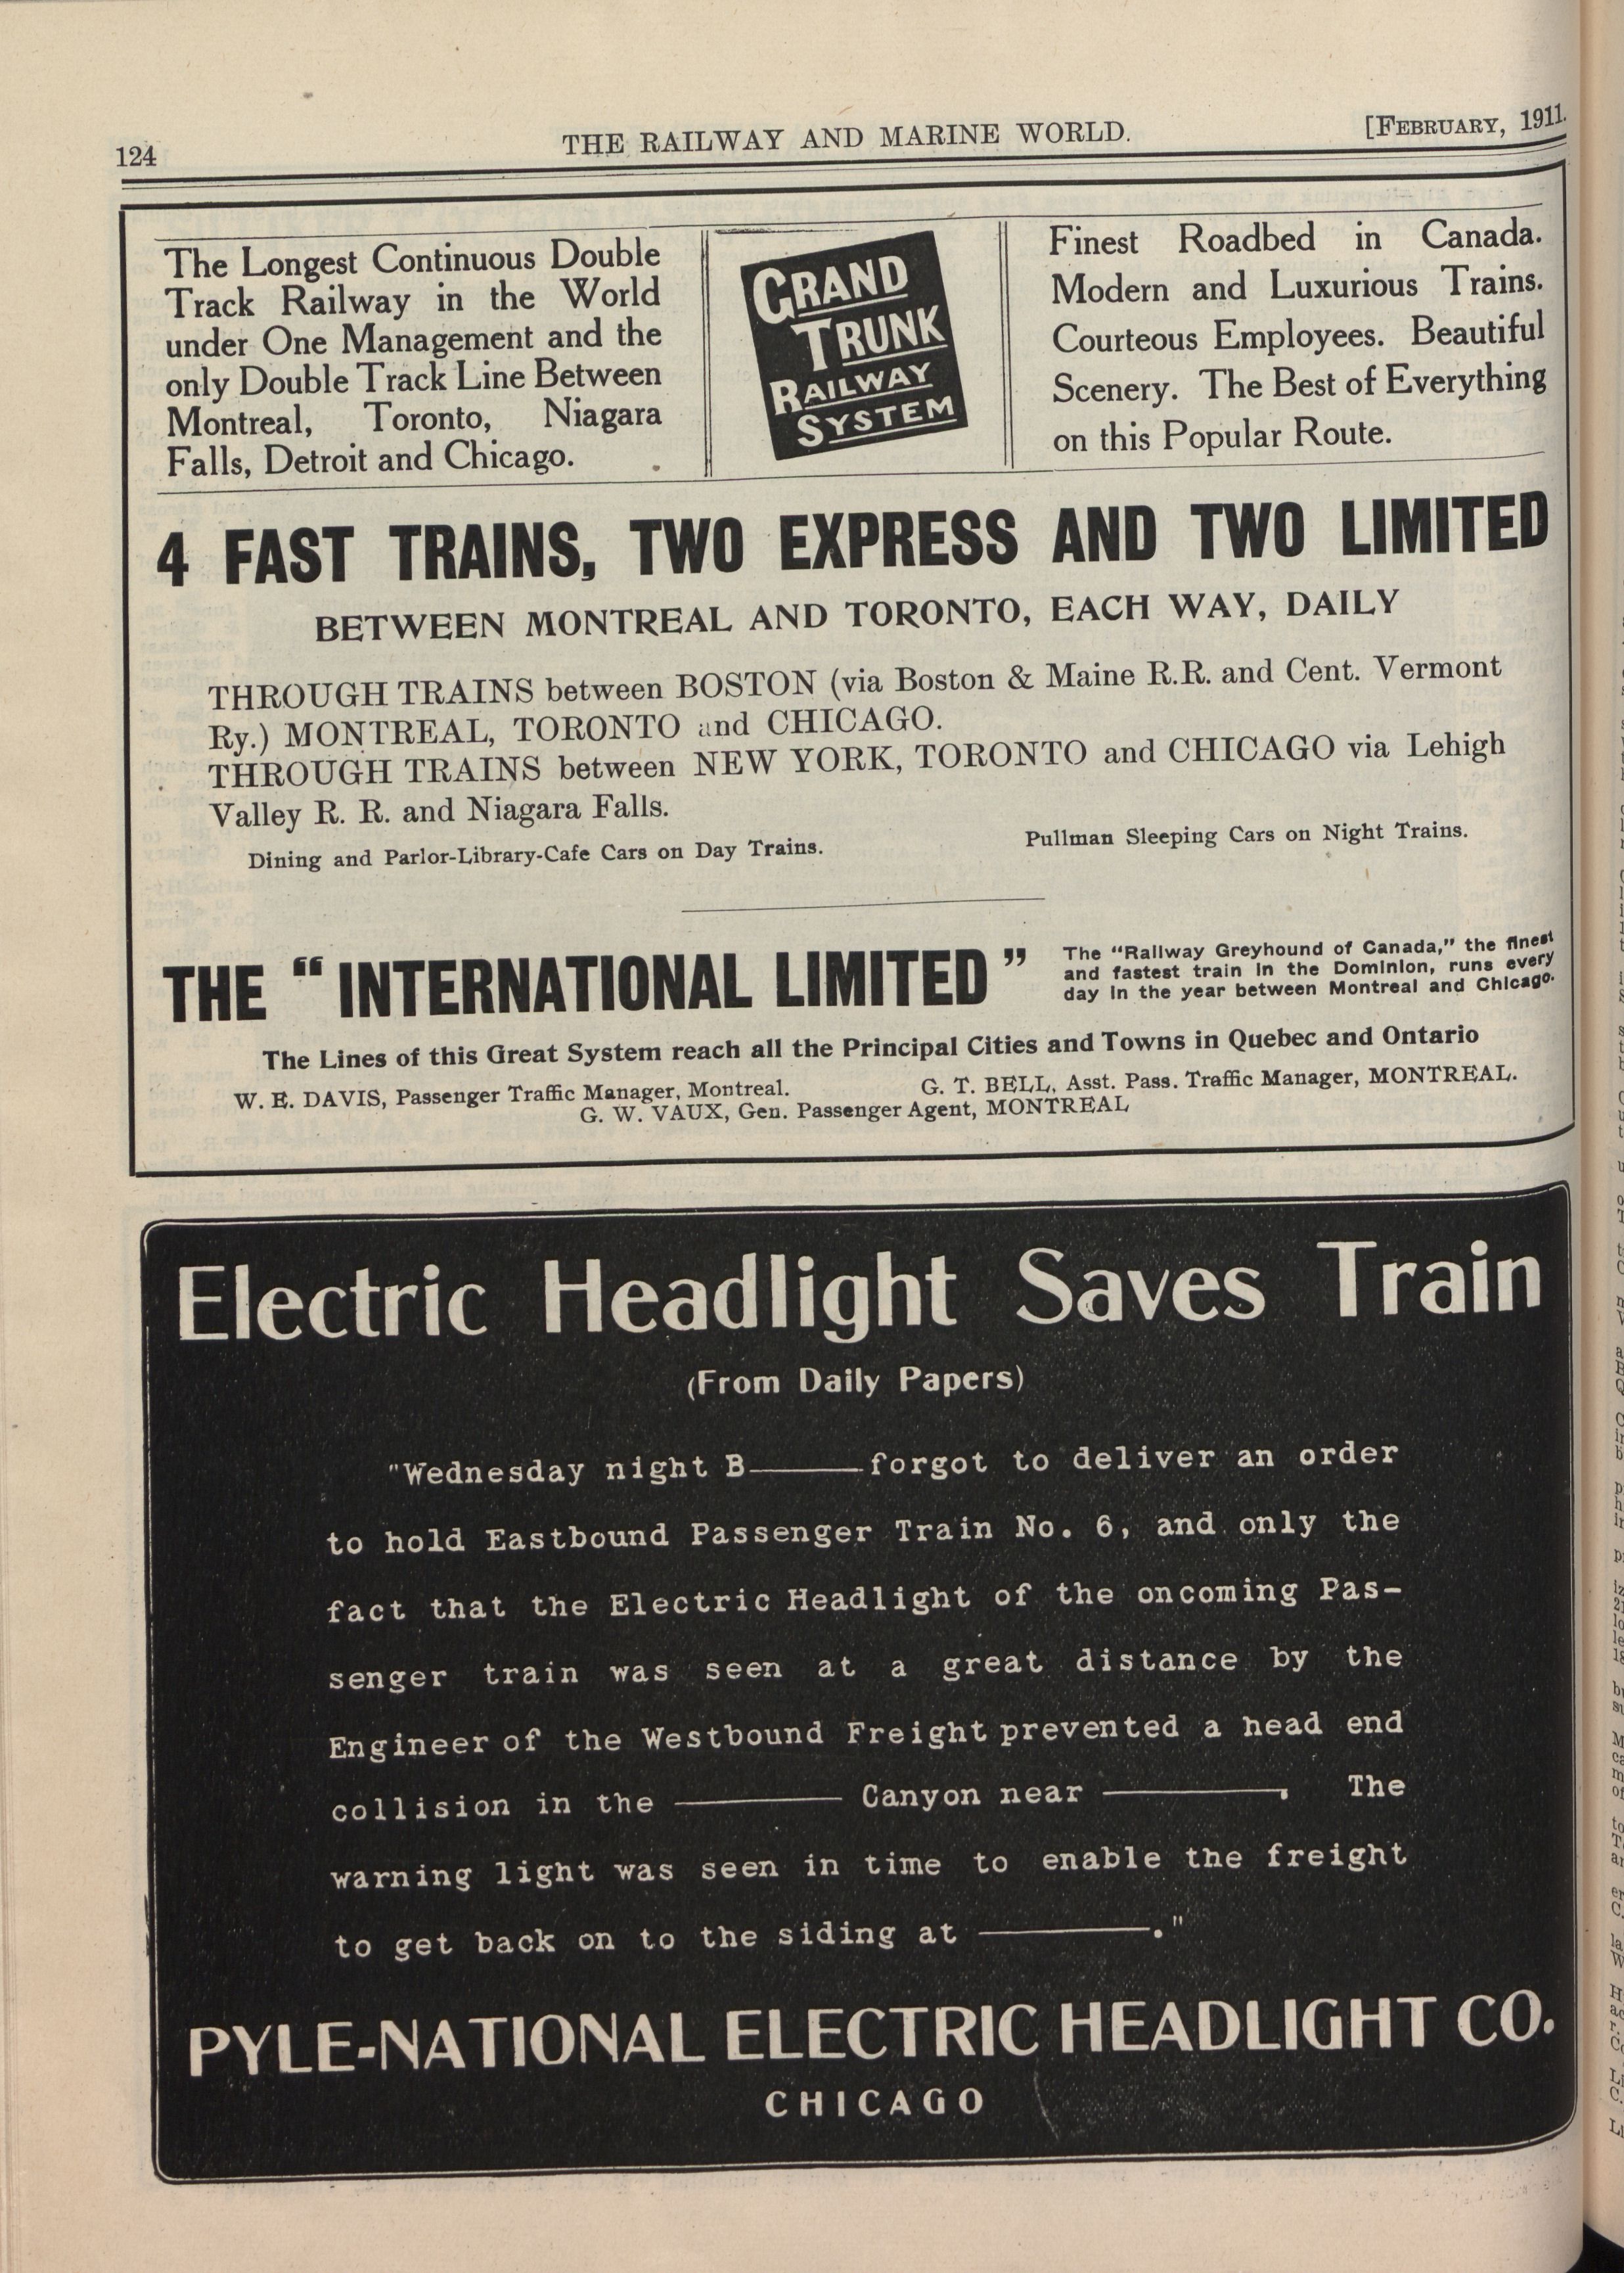 124
THE RAILWAY AND MARINE WORLD.
[FEBRUARY, 1911.
The Longest Continuous Double
Track Railway in the World
under One Management and the
only Double Track Line Between
Montreal, Toronto, Niagara
Falls, Detroit and Chicago.
GRAND
TRUNK
RAILWAY
SYSTEM
Finest Roadbed in Canada.
Modern and Luxurious Trains.
Courteous Employees. Beautiful
Scenery. The Best of Everything
on this Popular Route.
4 FAST TRAINS, TWO EXPRESS AND TWO LIMITED
BETWEEN MONTREAL AND TORONTO, EACH WAY, DAILY
THROUGH TRAINS between BOSTON (via Boston & Maine R.R. and Cent. Vermont
Ry.) MONTREAL, TORONTO and CHICAGO.
THROUGH TRAINS between NEW YORK, TORONTO and CHICAGO via Lehigh
Valley R. R. and Niagara Falls.
Dining and Parlor-Library-Cafe Cars on Day Trains.
Pullman Sleeping Cars on Night Trains.
THE "INTERNATIONAL LIMITED"
The "Railway Greyhound of Canada," the finest
and fastest train in the Dominion, runs every
day in the year between Montreal and Chicago.
The Lines of this Great System reach all the Principal Cities and Towns in Quebec and Ontario
W. E. DAVIS, Passenger Traffic Manager, Montreal.
G. T. BELL, Asst. Pass. Traffic Manager, MONTREAL.
G. W. VAUX, Gen. Passenger Agent, MONTREAL
Electric Headlight Saves Train
(From Daily Papers)
"Wednesday night B——— forgot to deliver an order
to hold Eastbound Passenger Train No. 6, and only the
fact that the Electric Headlight of the oncoming Pas-
senger train was seen at a great distance by the
Engineer of the Westbound Freight prevented a head end
collision in the ——— Canyon near ———, The
warning light was seen in time to enable the freight
to get back on to the siding at ———."
PYLE-NATIONAL ELECTRIC HEADLIGHT CO.
CHICAGO